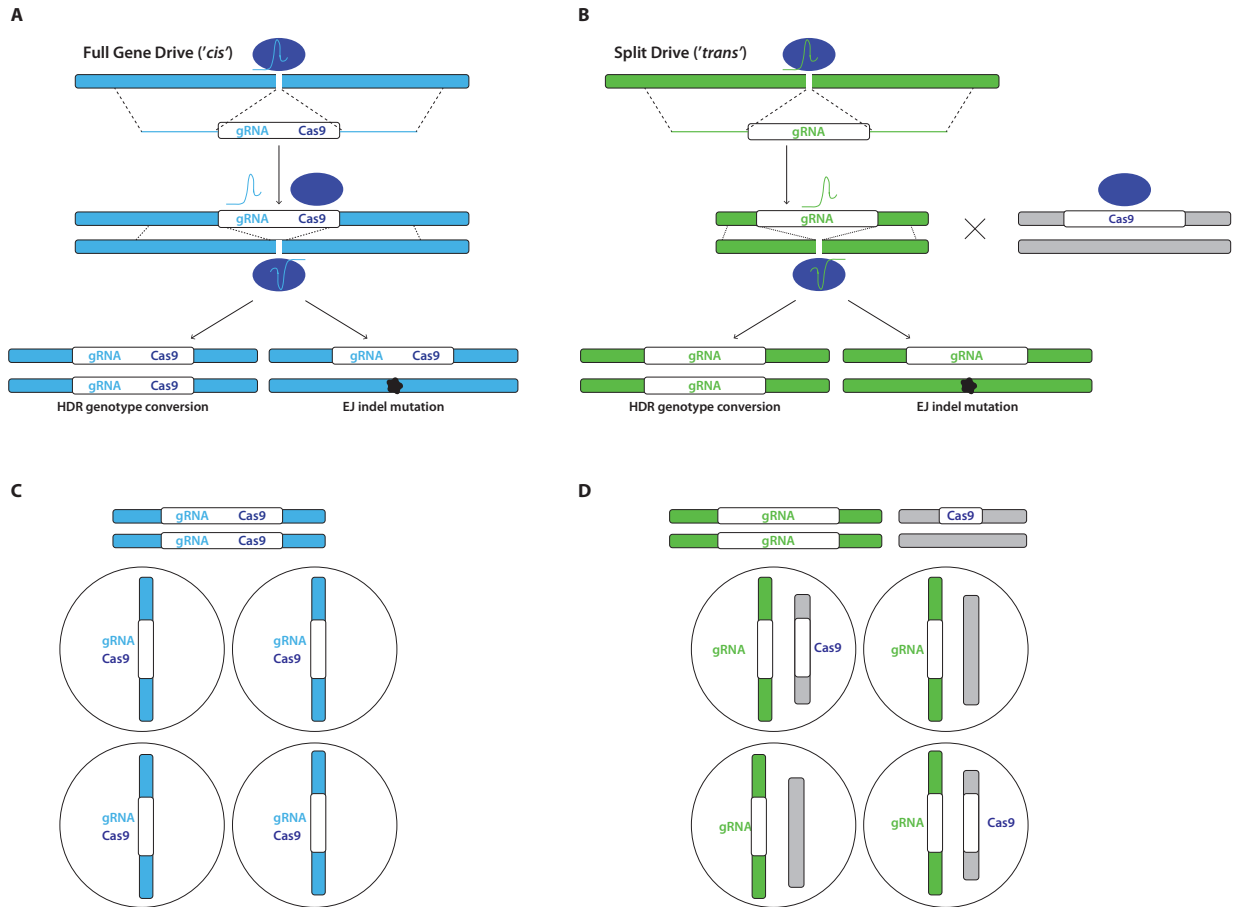 A
Full Gene Drive ('cis')
gRNA Cas9
gRNA Cas9
gRNA Cas9
gRNA Cas9
gRNA Cas9
HDR genotype conversion
EJ indel mutation
B
Split Drive ('trans')
gRNA
gRNA
Cas9
gRNA
gRNA
gRNA
HDR genotype conversion
EJ indel mutation
C
gRNA Cas9
gRNA Cas9
gRNA
Cas9
gRNA
Cas9
gRNA
Cas9
gRNA
Cas9
D
gRNA
Cas9
gRNA
gRNA
Cas9
gRNA
gRNA
gRNA
Cas9